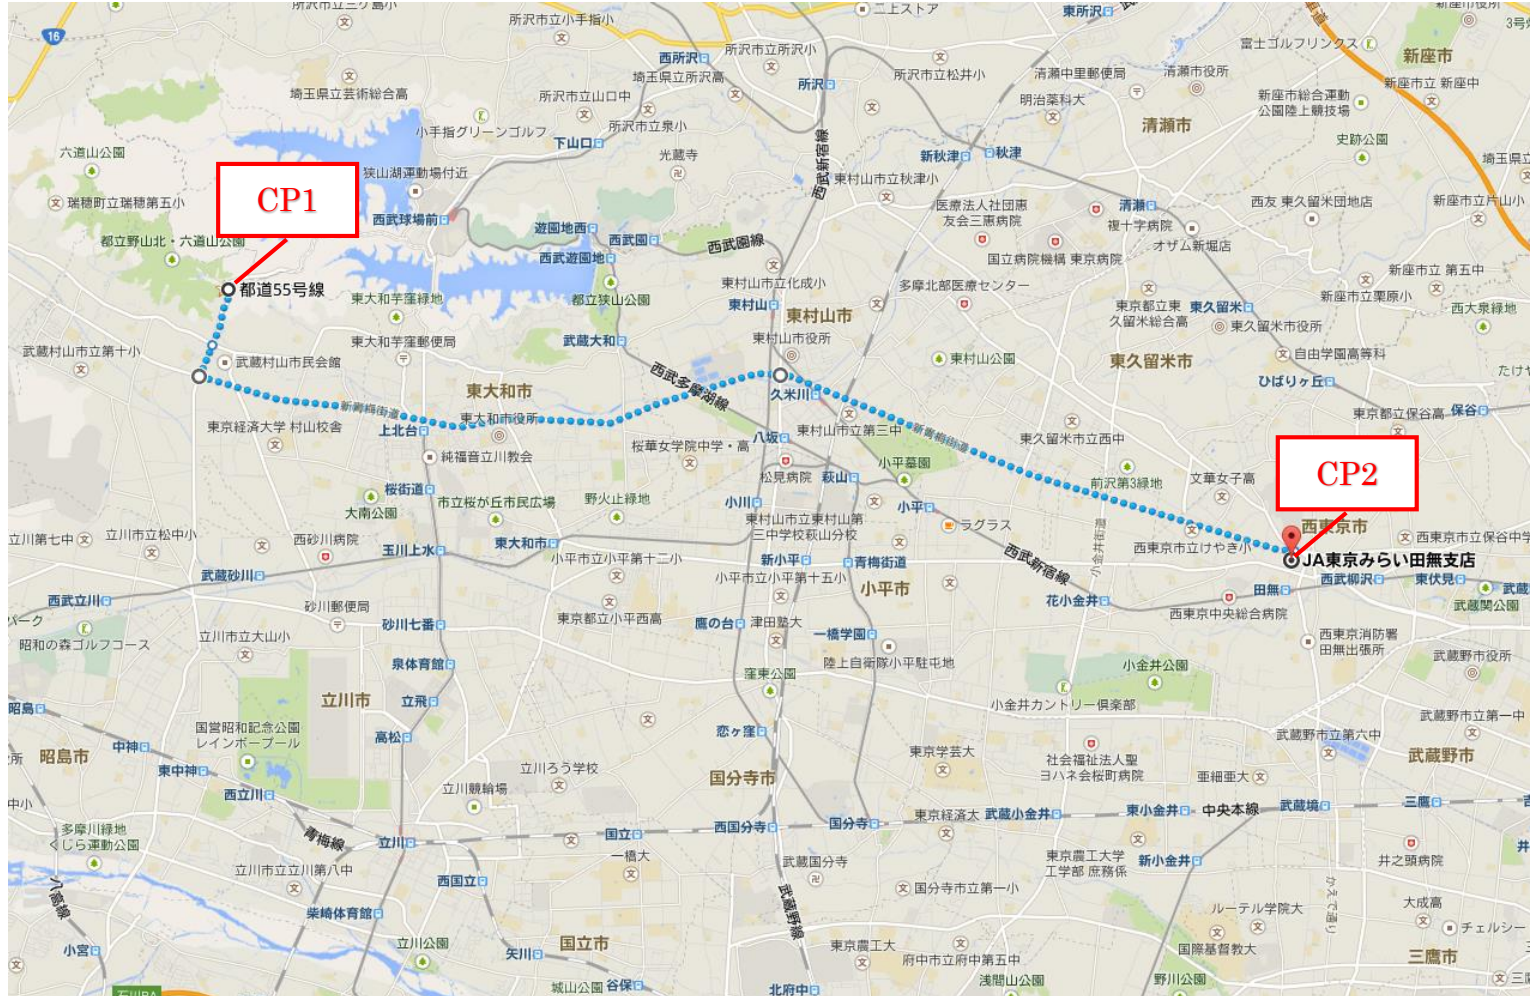 所沢市立小手指小
二上ストア
東所沢
新座市役所
16
西所沢
所沢市立所沢小
富士ゴルフリンクス
新座市
埼玉県立所沢高
所沢
所沢市立松井小
清瀬中里郵便局
清瀬市役所
新座市立 新座中
埼玉県立芸術総合高
所沢市立山口中
明治薬科大
新座市総合運動
公園陸上競技場
小手指グリーンゴルフ
所沢市立泉小
清瀬市
下山口
西武新宿線
史跡公園
六道山公園
光蔵寺
新秋津
秋津
狭山湖運動場付近
東村山市立秋津小
CP1
瑞穂町立瑞穂第五小
医療法人社団恵
友会三恵病院
清瀬
西友 東久留米団地店
新座市立片山小
西武球場前
遊園地西
西武園
西武園線
複十字病院
オザム新堀店
都立野山北・六道山公園
西武遊園地
国立病院機構 東京病院
新座市立 第五中
都道55号線
東大和芋窪緑地
都立狭山公園
東村山市立化成小
多摩北部医療センター
新座市立栗原小
東村山
東村山市
東京都立東
久留米総合高
東久留米
西大泉緑地
東久留米市役所
武蔵村山市立第十小
東大和芋窪郵便局
武蔵大和
東村山市役所
武蔵村山市民会館
東村山公園
東久留米市
自由学園高等科
西武多摩湖線
東大和市
久米川
ひばりヶ丘
新青梅街道
東大和市役所
東京都立保谷高
保谷
東京経済大学 村山校舎
上北台
八坂
東村山市立第三中
新青梅街道
東久留米市立西中
純福音立川教会
桜華女学院中学・高
小平墓園
CP2
松見病院
萩山
前沢第3緑地
文華女子高
桜街道
市立桜が丘市民広場
野火止緑地
小川
小平
大南公園
東村山市立東村山第
三中学校萩山分校
ラグラス
西東京市
立川市立松中小
西砂川病院
玉川上水
東大和市
小平市立小平第十二小
新小平
青梅街道
西武新宿線
小金井街道
西東京市立けやき小
西東京市立保谷中
JA東京みらい田無支店
武蔵砂川
小平市立小平第十五小
小平市
田無
西武柳沢
東伏見
西武立川
砂川郵便局
東京都立小平西高
花小金井
西東京中央総合病院
武蔵関公園
砂川七番
鷹の台
津田塾大
一橋学園
昭和の森ゴルフコース
立川市立大山小
西東京消防署
田無出張所
泉体育館
陸上自衛隊小平駐屯地
小金井公園
武蔵野市役所
窪東公園
立川市
立飛
昭島
小金井カントリー倶楽部
武蔵野市立第一中
国営昭和記念公園
レインボープール
高松
恋ヶ窪
武蔵野市立第六中
昭島市
中神
東京学芸大
社会福祉法人聖
ヨハネ会桜町病院
武蔵野市
東中神
立川ろう学校
国分寺市
亜細亜大
西立川
立川競輪場
多摩川緑地
くじら運動公園
青梅線
立川
国立
西国分寺
国分寺
東京経済大
武蔵小金井
東小金井
中央本線
武蔵境
三鷹
一橋大
武蔵国分寺
東京農工大学
工学部 庶務係
新小金井
井之頭病院
立川市立立川第八中
西国立
国分寺市立第一小
八高線
武蔵野線
かえで通り
柴崎体育館
ルーテル学院大
大成高
チェルシー
小宮
立川公園
国立市
矢川
東京農工大
府中市立府中第五中
国際基督教大
三鷹市
城山公園
谷保
北府中
浅間山公園
野川公園